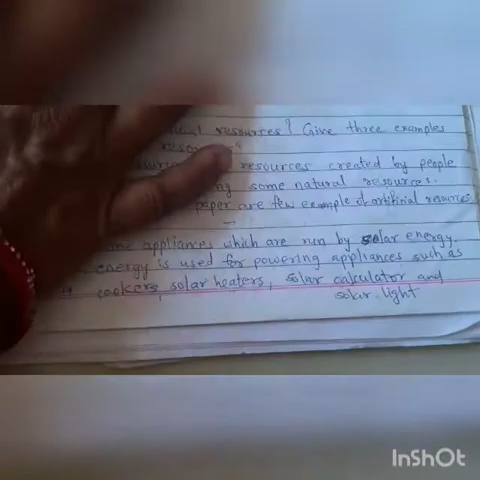 resources? Give three examples
resources created by people
some natural resources.
paper are few example of artificial resources
appliances which are run by solar energy.
energy is used for powering appliances such as
cookers, solar heaters, solar calculator and
solar-light
InShOt